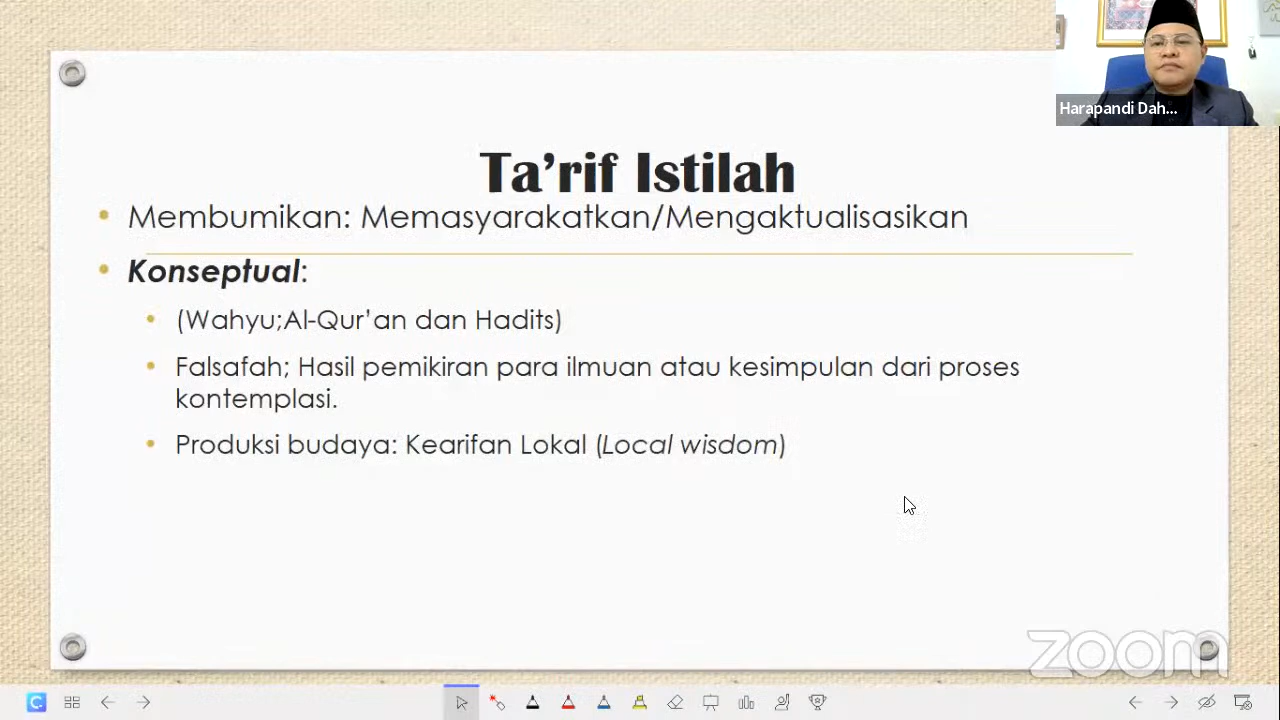 Harapandi Dah...
Ta’rif Istilah
• Membumikan: Memasyarakatkan/Mengaktualisasikan
• Konseptual:
• (Wahyu;Al-Qur’an dan Hadits)
• Falsafah; Hasil pemikiran para ilmuan atau kesimpulan dari proses
kontemplasi.
• Produksi budaya: Kearifan Lokal (Local wisdom)
zoom